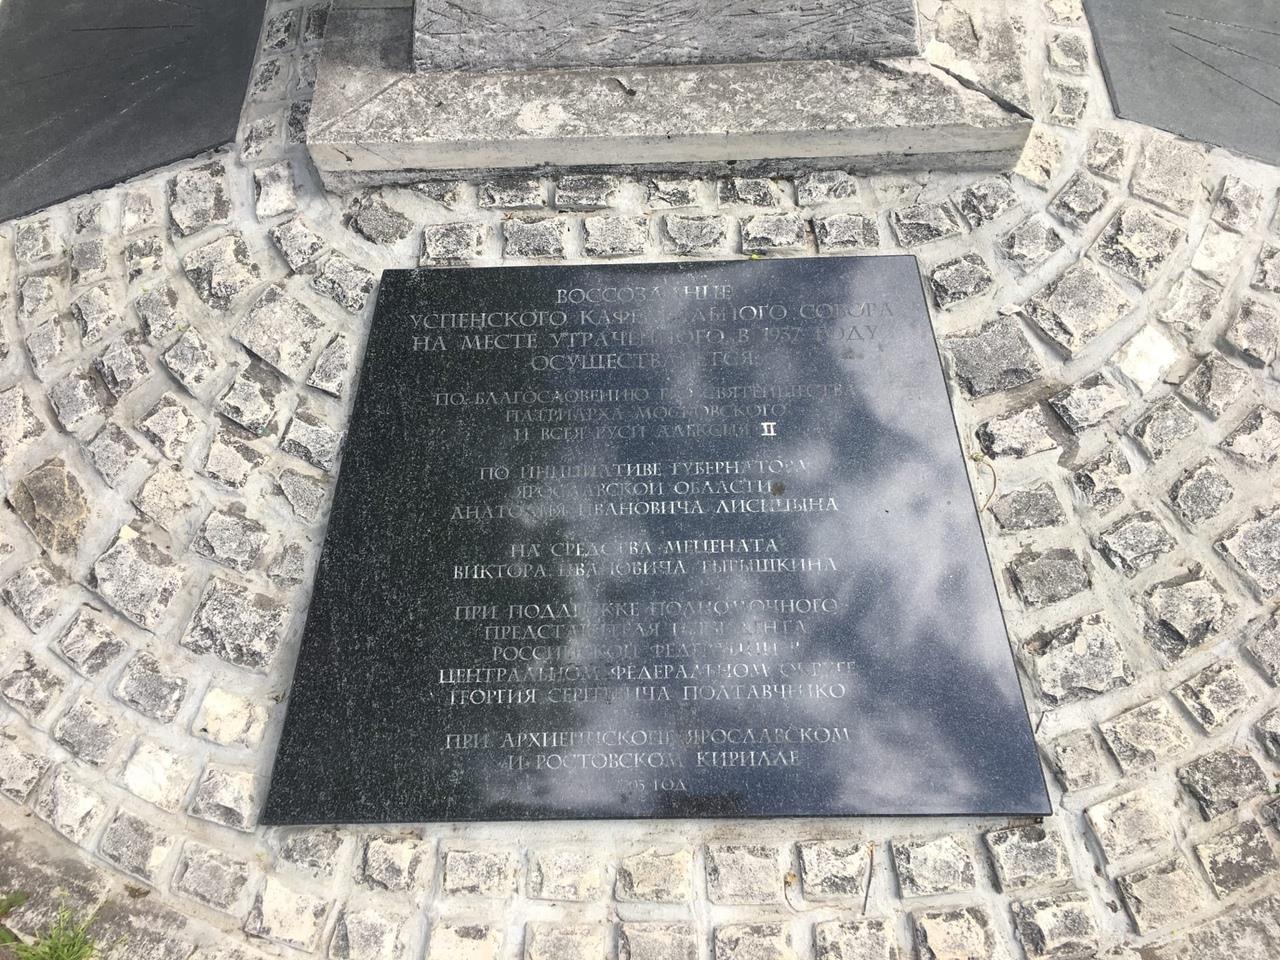 ВОССОЗДАНИЕ
УСПЕНСКОГО КАФЕДРАЛЬНОГО СОБОРА
НА МЕСТЕ УТРАЧЕННОГО В 1937 ГОДУ
ОСУЩЕСТВЛЯЕТСЯ:
ПО БЛАГОСЛОВЕНИЮ ЕГО СВЯТЕЙШЕСТВА
ПАТРИАРХА МОСКОВСКОГО
И ВСЕЯ РУСИ АЛЕКСИЯ II
ПО ИНИЦИАТИВЕ ГУБЕРНАТОРА
ЯРОСЛАВСКОЙ ОБЛАСТИ
АНАТОЛИЯ ИВАНОВИЧА ЛИСИЦЫНА
НА СРЕДСТВА МЕЦЕНАТА
ВИКТОРА ИВАНОВИЧА ТЫРЫШКИНА
ПРИ ПОДДЕРЖКЕ ПОЛНОМОЧНОГО
ПРЕДСТАВИТЕЛЯ ПРЕЗИДЕНТА
РОССИЙСКОЙ ФЕДЕРАЦИИ В
ЦЕНТРАЛЬНОМ ФЕДЕРАЛЬНОМ ОКРУГЕ
ГЕОРГИЯ СЕРГЕЕВИЧА ПОЛТАВЧЕНКО
ПРИ АРХИЕПИСКОПЕ ЯРОСЛАВСКОМ
И РОСТОВСКОМ КИРИЛЛЕ
ГОД